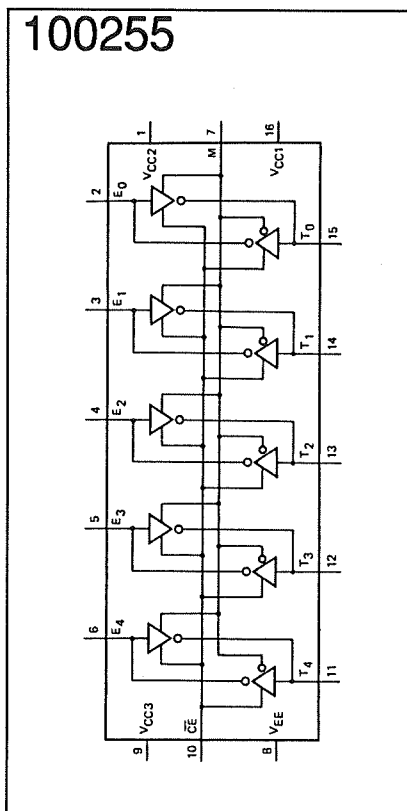 100255
1 VCC2
7 M
16 VCC1
2 E0
T0 15
3 E1
T1 14
4 E2
T2 13
5 E3
T3 12
6 E4
T4 11
9 VCC3
10 C̅E̅
8 VEE